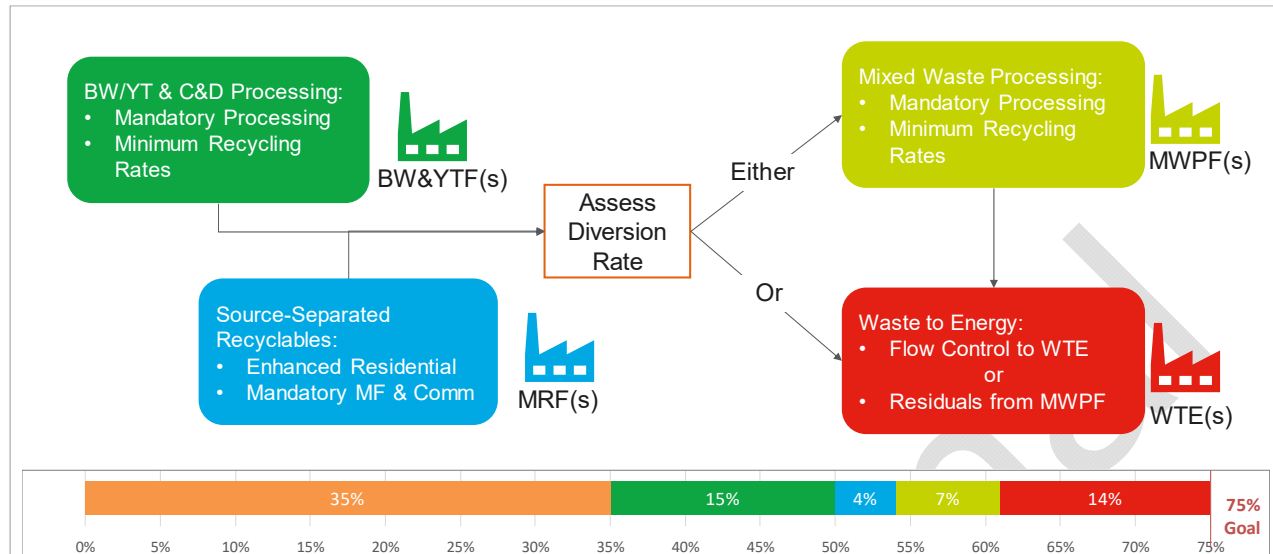 BW/YT & C&D Processing:
• Mandatory Processing
• Minimum Recycling
Rates
BW&YTF(s)
Source-Separated
Recyclables:
• Enhanced Residential
• Mandatory MF & Comm
MRF(s)
Assess
Diversion
Rate
Either
Or
Mixed Waste Processing:
• Mandatory Processing
• Minimum Recycling
Rates
MWPF(s)
Waste to Energy:
• Flow Control to WTE
or
• Residuals from MWPF
WTE(s)
35% 15% 4% 7% 14%
75%
Goal
0% 5% 10% 15% 20% 25% 30% 35% 40% 45% 50% 55% 60% 65% 70% 75%